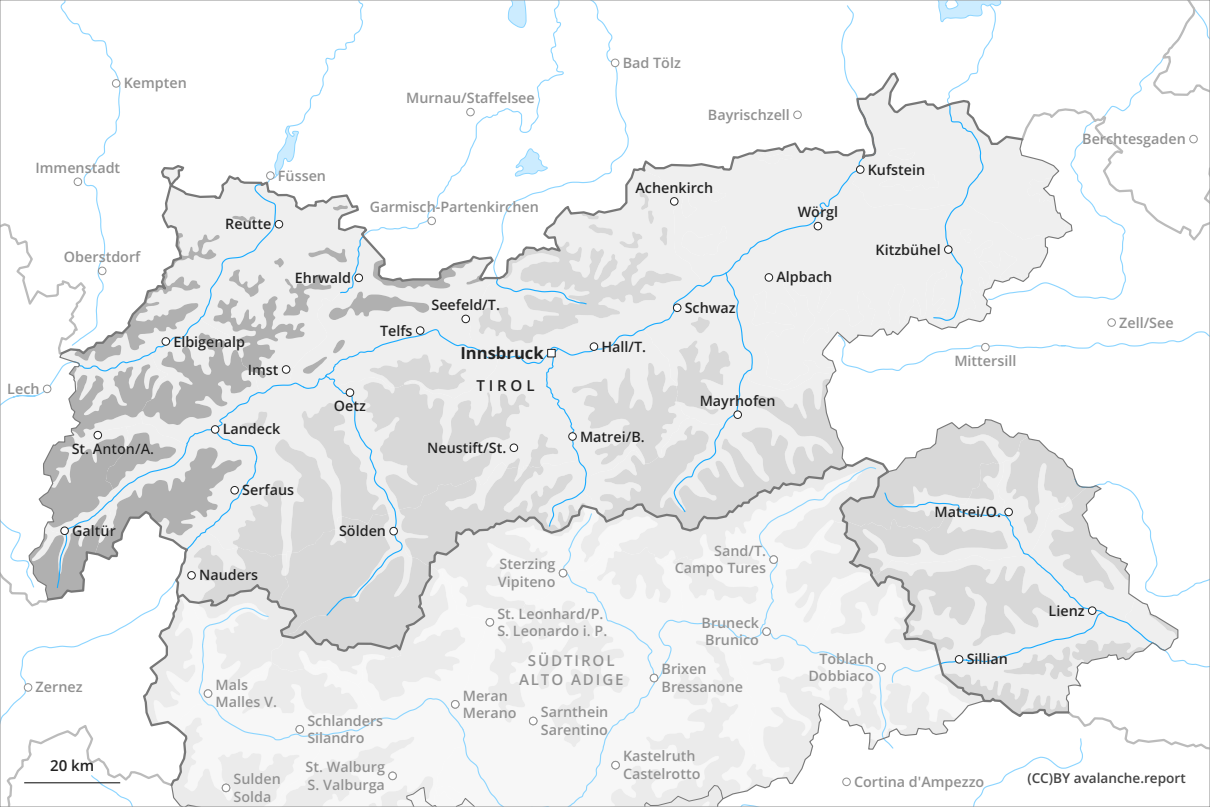 Kempten
Bad Tölz
Murnau/Staffelsee
Bayrischzell
Berchtesgaden
Immenstadt
Füssen
Kufstein
Achenkirch
Garmisch-Partenkirchen
Wörgl
Reutte
Kitzbühel
Oberstdorf
Ehrwald
Alpbach
Seefeld/T.
Schwaz
Zell/See
Telfs
Elbigenalp
Innsbruck
Hall/T.
Mittersill
Imst
TIROL
Lech
Oetz
Mayrhofen
Landeck
Matrei/B.
St. Anton/A.
Neustift/St.
Serfaus
Matrei/O.
Galtür
Sölden
Sand/T.
Campo Tures
Sterzing
Vipiteno
Nauders
St. Leonhard/P.
S. Leonardo i. P.
Lienz
Bruneck
Brunico
SÜDTIROL
ALTO ADIGE
Toblach
Dobbiaco
Sillian
Brixen
Bressanone
Zernez
Mals
Malles V.
Meran
Merano
Sarnthein
Sarentino
Schlanders
Silandro
Kastelruth
Castelrotto
St. Walburg
S. Valburga
20 km
Sulden
Solda
Cortina d'Ampezzo
(CC)BY avalanche.report